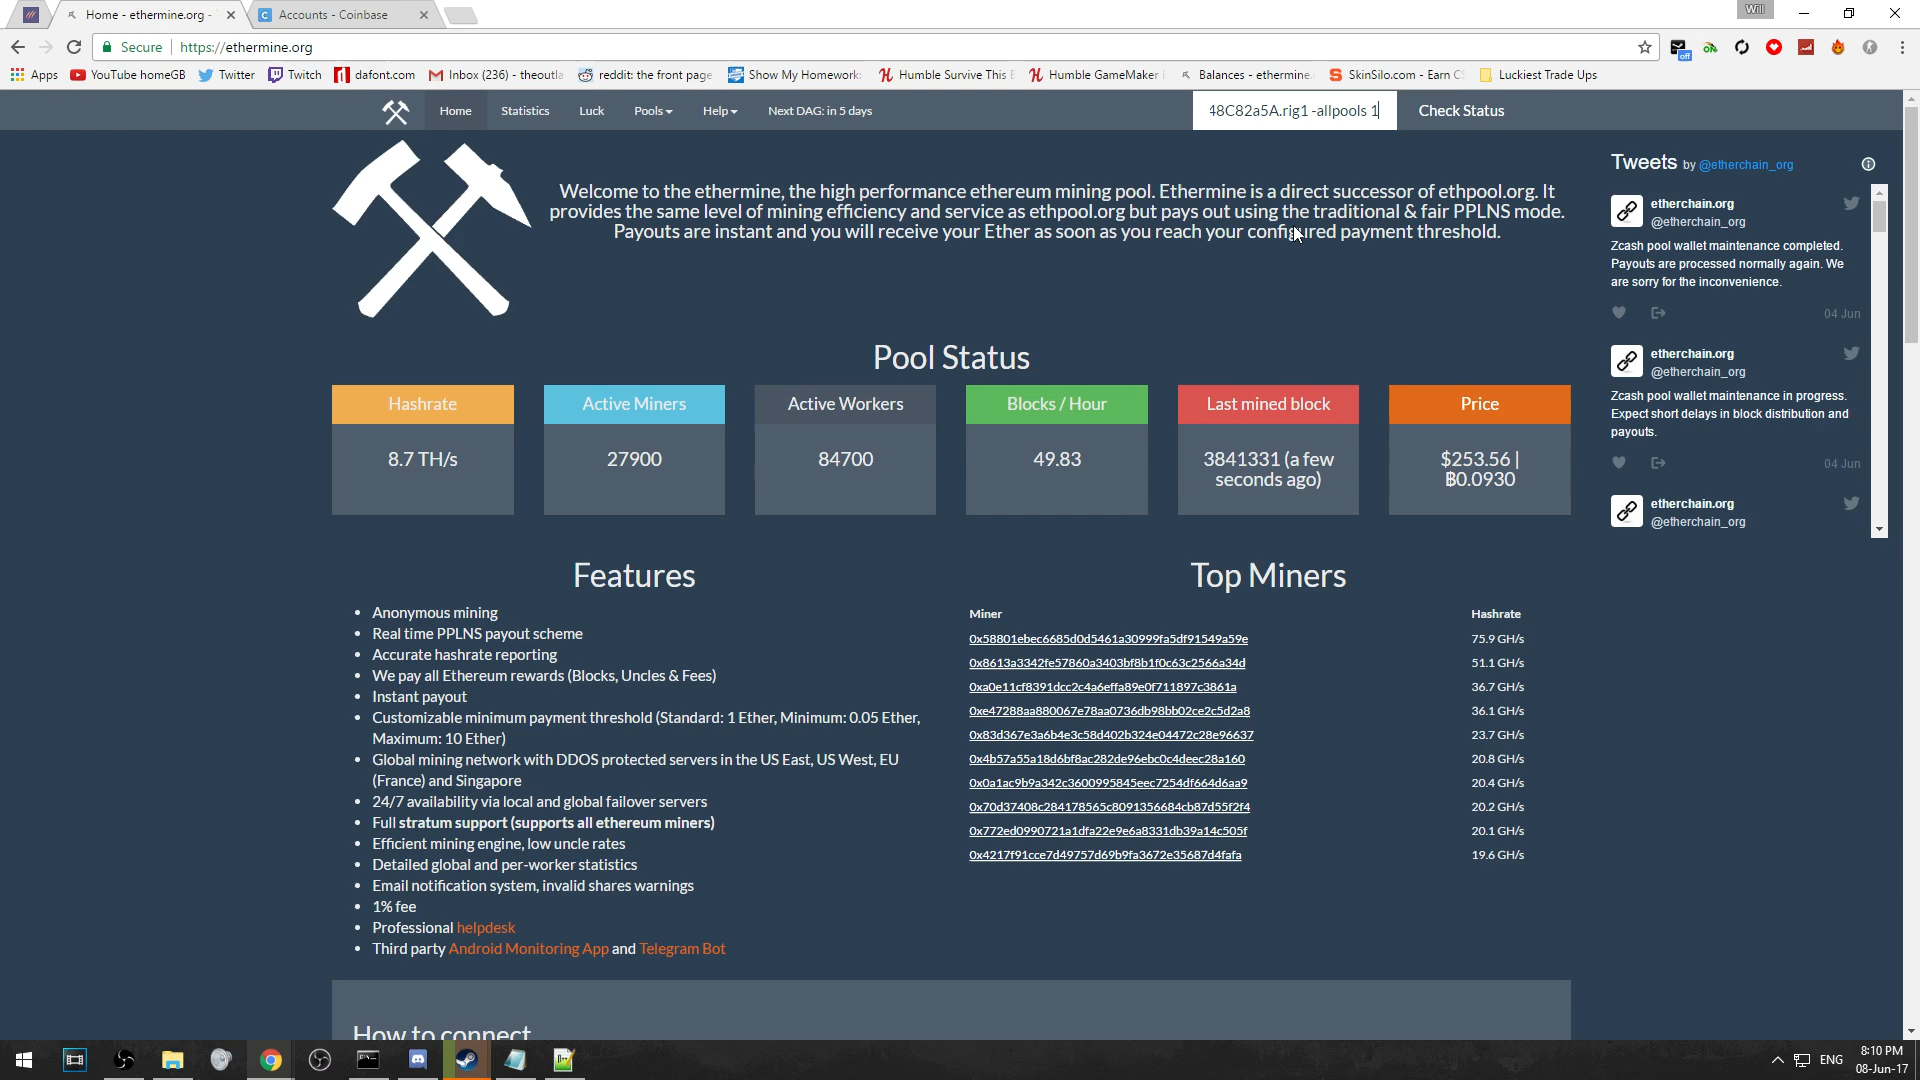 Home - ethermine.org -
Accounts - Coinbase
Will
Secure
https://ethermine.org
off
Apps
YouTube homeGB
Twitter
Twitch
dafont.com
Inbox (236) - theoutla
reddit: the front page
Show My Homework
Humble Survive This
Humble GameMaker
Balances - ethermine.
SkinSilo.com - Earn
Luckiest Trade Ups
Home
Statistics
Luck
Pools
Help
Next DAG: in 5 days
48C82a5A.rig1 -allpools 1
Check Status
Welcome to the ethermine, the high performance ethereum mining pool. Ethermine is a direct successor of ethpool.org. It
provides the same level of mining efficiency and service as ethpool.org but pays out using the traditional & fair PPLNS mode.
Payouts are instant and you will receive your Ether as soon as you reach your configured payment threshold.
Tweets by @etherchain_org
etherchain.org
@etherchain_org
Zcash pool wallet maintenance completed.
Payouts are processed normally again. We
are sorry for the inconvenience.
04 Jun
etherchain.org
@etherchain_org
Zcash pool wallet maintenance in progress.
Expect short delays in block distribution and
payouts.
04 Jun
etherchain.org
@etherchain_org
Pool Status
Hashrate
8.7 TH/s
Active Miners
27900
Active Workers
84700
Blocks / Hour
49.83
Last mined block
3841331 (a few
seconds ago)
Price
$253.56 |
฿0.0930
Features
• Anonymous mining
• Real time PPLNS payout scheme
• Accurate hashrate reporting
• We pay all Ethereum rewards (Blocks, Uncles & Fees)
• Instant payout
• Customizable minimum payment threshold (Standard: 1 Ether, Minimum: 0.05 Ether,
Maximum: 10 Ether)
• Global mining network with DDOS protected servers in the US East, US West, EU
(France) and Singapore
• 24/7 availability via local and global failover servers
• Full stratum support (supports all ethereum miners)
• Efficient mining engine, low uncle rates
• Detailed global and per-worker statistics
• Email notification system, invalid shares warnings
• 1% fee
• Professional helpdesk
• Third party Android Monitoring App and Telegram Bot
Top Miners
Miner Hashrate
0x58801ebec6685d0d5461a30999fa5df91549a59e 75.9 GH/s
0x8613a3342fe57860a3403bf8b1f0c63c2566a34d 51.1 GH/s
0xa0e11cf8391dcc2c4a6effa89e0f711897c3861a 36.7 GH/s
0xe47288aa880067e78aa0736db98bb02ce2c5d2a8 36.1 GH/s
0x83d367e3a6b4e3c58d402b324e04472c28e96637 23.7 GH/s
0x4b57a55a18d6bf8ac282de96ebc0c4deec28a160 20.8 GH/s
0x0a1ac9b9a342c3600995845eec7254df664d6aa9 20.4 GH/s
0x70d37408c284178565c8091356684cb87d55f2f4 20.2 GH/s
0x772ed0990721a1dfa22e9e6a8331db39a14c505f 20.1 GH/s
0x4217f91cce7d49757d69b9fa3672e35687d4fafa 19.6 GH/s
How to connect
ENG
8:10 PM
08-Jun-17